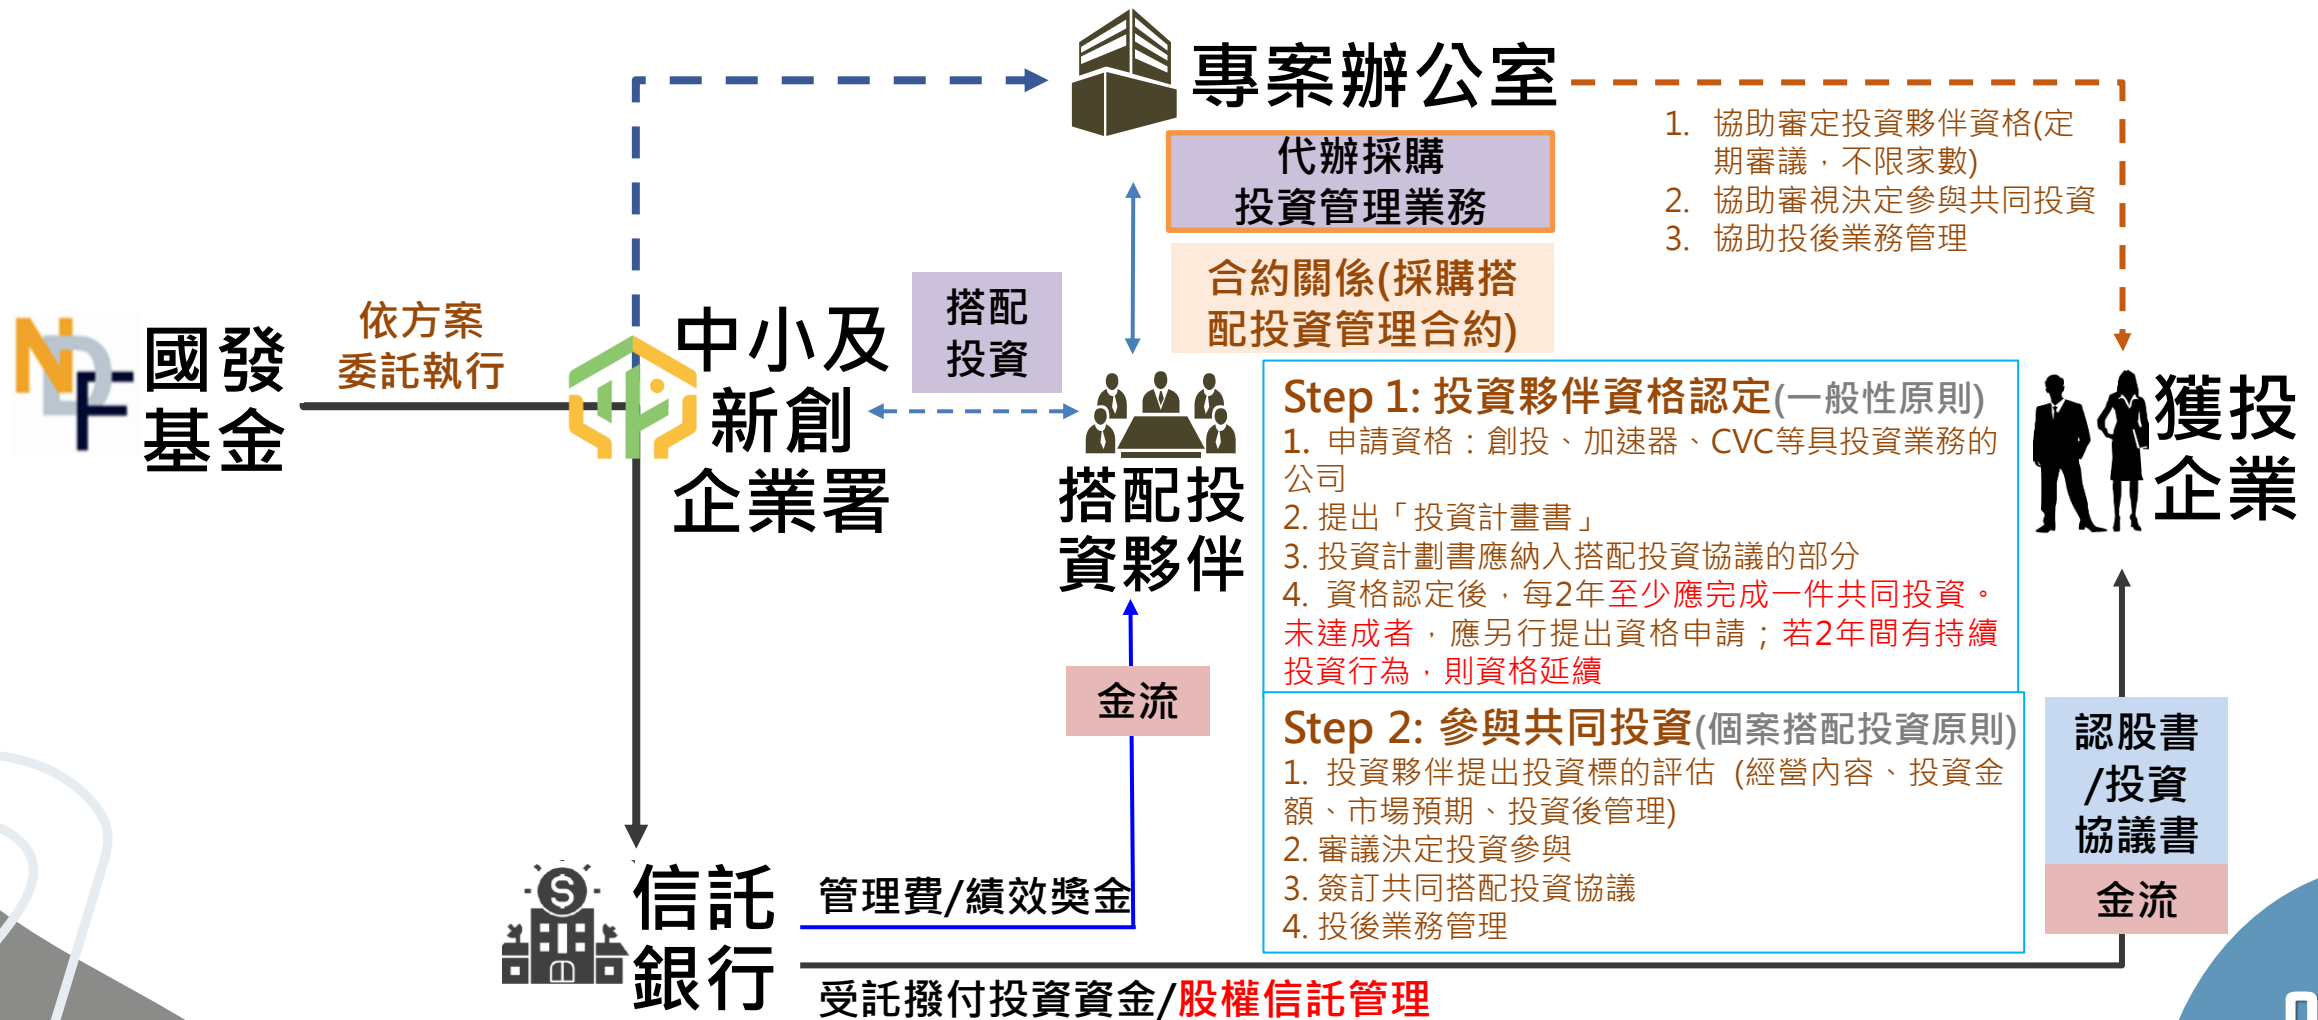 專案辦公室
代辦採購
投資管理業務
合約關係(採購搭
配投資管理合約)
1. 協助審定投資夥伴資格(定
期審議，不限家數)
2. 協助審視決定參與共同投資
3. 協助投後業務管理
NDF
國發
基金
依方案
委託執行
中小及
新創
企業署
搭配
投資
搭配投
資夥伴
Step 1: 投資夥伴資格認定(一般性原則)
1. 申請資格：創投、加速器、CVC等具投資業務的
公司
2. 提出「投資計畫書」
3. 投資計劃書應納入搭配投資協議的部分
4. 資格認定後，每2年至少應完成一件共同投資。
未達成者，應另行提出資格申請；若2年間有持續
投資行為，則資格延續
Step 2: 參與共同投資(個案搭配投資原則)
1. 投資夥伴提出投資標的評估 (經營內容、投資金
額、市場預期、投資後管理)
2. 審議決定投資參與
3. 簽訂共同搭配投資協議
4. 投後業務管理
獲投
企業
認股書
/投資
協議書
金流
金流
信託
銀行
管理費/績效獎金
受託撥付投資資金/股權信託管理